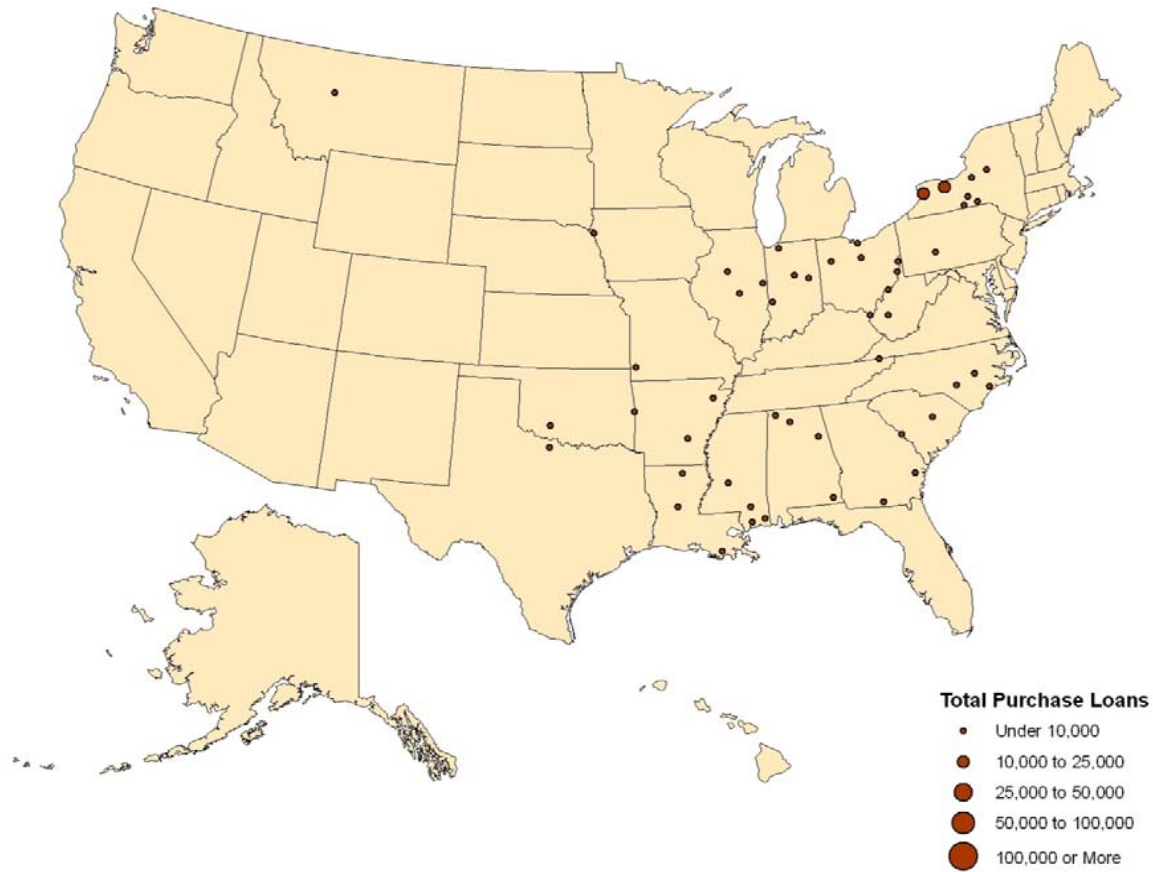 Total Purchase Loans
Under 10,000
10,000 to 25,000
25,000 to 50,000
50,000 to 100,000
100,000 or More